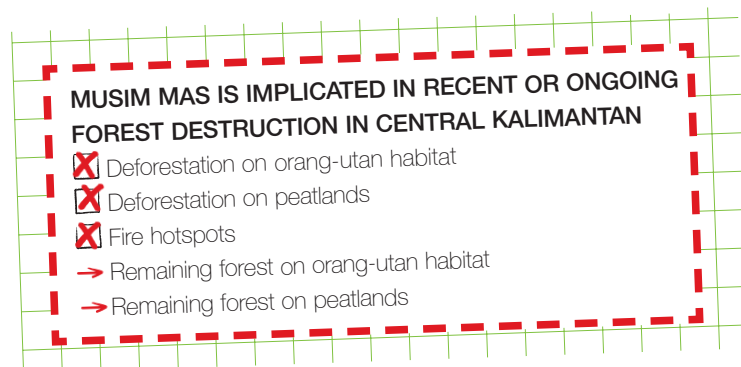 MUSIM MAS IS IMPLICATED IN RECENT OR ONGOING
FOREST DESTRUCTION IN CENTRAL KALIMANTAN
Deforestation on orang-utan habitat
Deforestation on peatlands
Fire hotspots
Remaining forest on orang-utan habitat
Remaining forest on peatlands